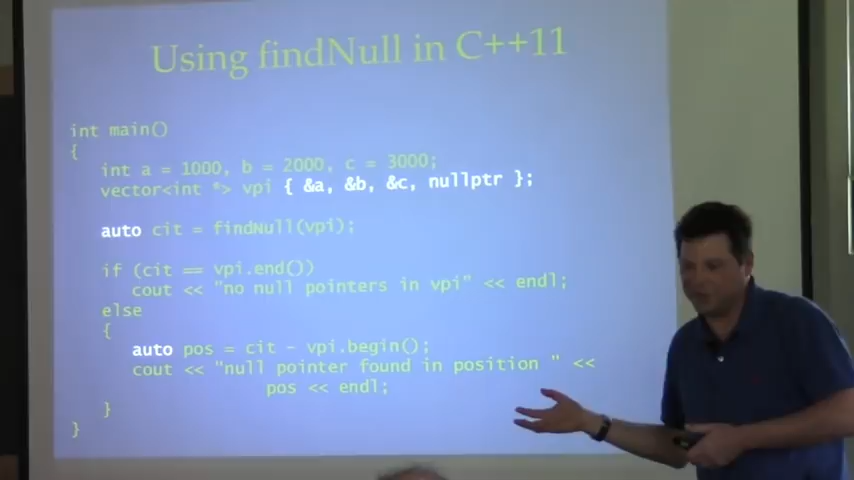 Using findNull in C++11
int main()
{
int a = 1000, b = 2000, c = 3000;
vector<int *> vpi { &a, &b, &c, nullptr };
auto cit = findNull(vpi);
if (cit == vpi.end())
cout << "no null pointers in vpi" << endl;
else
{
auto pos = cit - vpi.begin();
cout << "null pointer found in position " <<
pos << endl;
}
}